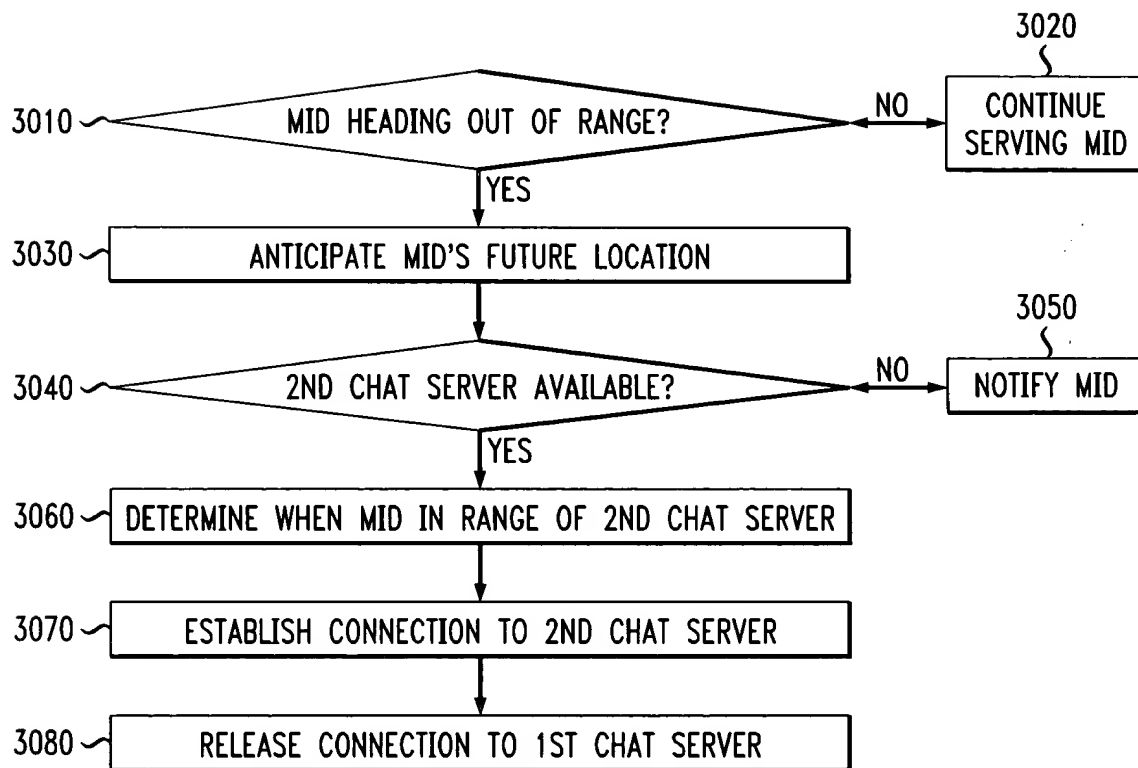 3020
3010
MID HEADING OUT OF RANGE?
NO
CONTINUE
SERVING MID
YES
3030
ANTICIPATE MID'S FUTURE LOCATION
3050
3040
2ND CHAT SERVER AVAILABLE?
NO
NOTIFY MID
YES
3060
DETERMINE WHEN MID IN RANGE OF 2ND CHAT SERVER
3070
ESTABLISH CONNECTION TO 2ND CHAT SERVER
3080
RELEASE CONNECTION TO 1ST CHAT SERVER